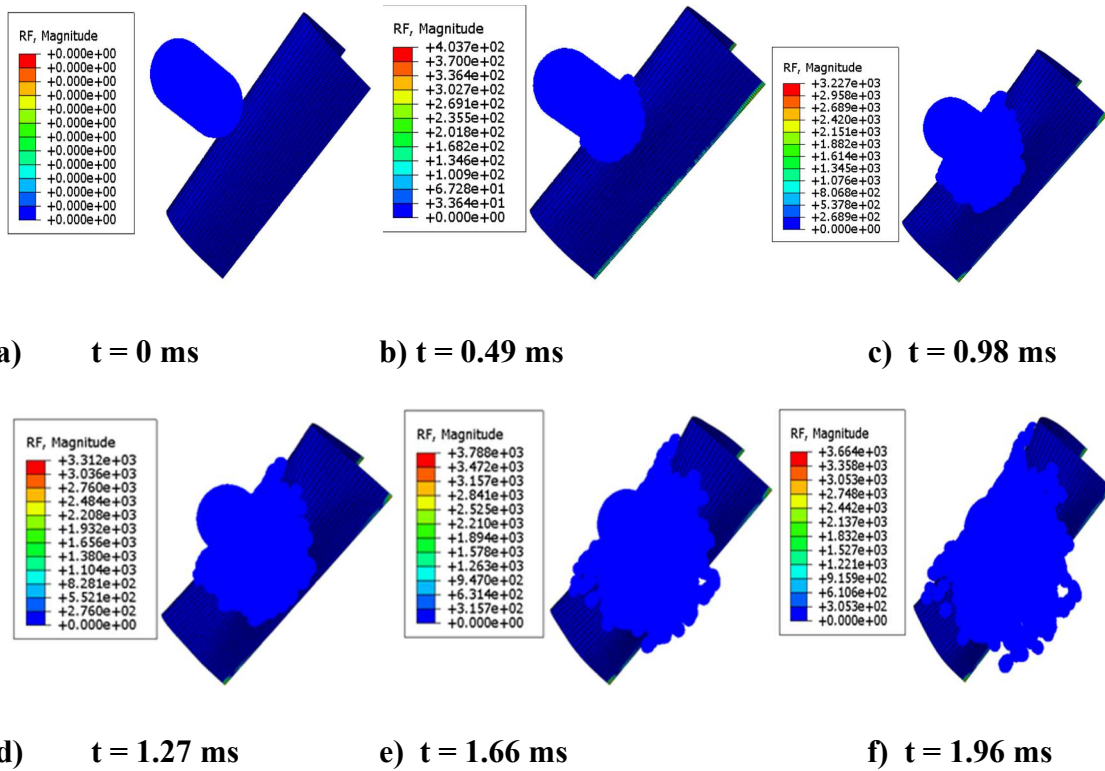 RF, Magnitude
+0.000e+00
+0.000e+00
+0.000e+00
+0.000e+00
+0.000e+00
+0.000e+00
+0.000e+00
+0.000e+00
+0.000e+00
+0.000e+00
+0.000e+00
+0.000e+00
+0.000e+00
RF, Magnitude
+4.037e+02
+3.700e+02
+3.364e+02
+3.027e+02
+2.691e+02
+2.355e+02
+2.018e+02
+1.682e+02
+1.346e+02
+1.009e+02
+6.728e+01
+3.364e+01
+0.000e+00
RF, Magnitude
+3.227e+03
+2.958e+03
+2.689e+03
+2.420e+03
+2.151e+03
+1.882e+03
+1.614e+03
+1.345e+03
+1.076e+03
+8.068e+02
+5.378e+02
+2.689e+02
+0.000e+00
a) t = 0 ms
b) t = 0.49 ms
c) t = 0.98 ms
RF, Magnitude
+3.312e+03
+3.036e+03
+2.760e+03
+2.484e+03
+2.208e+03
+1.932e+03
+1.656e+03
+1.380e+03
+1.104e+03
+8.281e+02
+5.521e+02
+2.760e+02
+0.000e+00
RF, Magnitude
+3.788e+03
+3.472e+03
+3.157e+03
+2.841e+03
+2.525e+03
+2.210e+03
+1.894e+03
+1.578e+03
+1.263e+03
+9.470e+02
+6.314e+02
+3.157e+02
+0.000e+00
RF, Magnitude
+3.664e+03
+3.358e+03
+3.053e+03
+2.748e+03
+2.442e+03
+2.137e+03
+1.832e+03
+1.527e+03
+1.221e+03
+9.159e+02
+6.106e+02
+3.053e+02
+0.000e+00
d) t = 1.27 ms
e) t = 1.66 ms
f) t = 1.96 ms